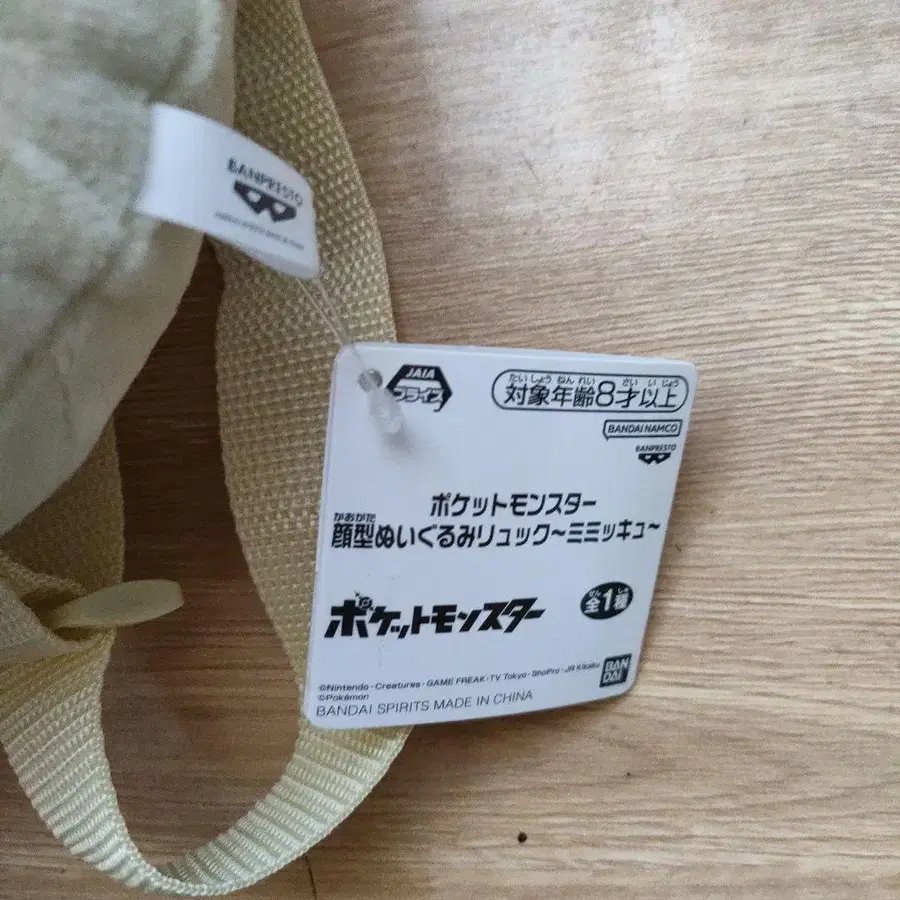 BANPRESTO
JAIA
プライズ
たいしょう ねん れい さい い じょう
対象年齢8才以上
BANDAI NAMCO
BANPRESTO
ポケットモンスター
かおがた
顔型ぬいぐるみリュック～ミミッキュ～
ポケットモンスター
ぜん しゅ
全1種
©Nintendo・Creatures・GAME FREAK・TV Tokyo・ShoPro・JR Kikaku
©Pokémon
BANDAI SPIRITS MADE IN CHINA
BAN
DAI